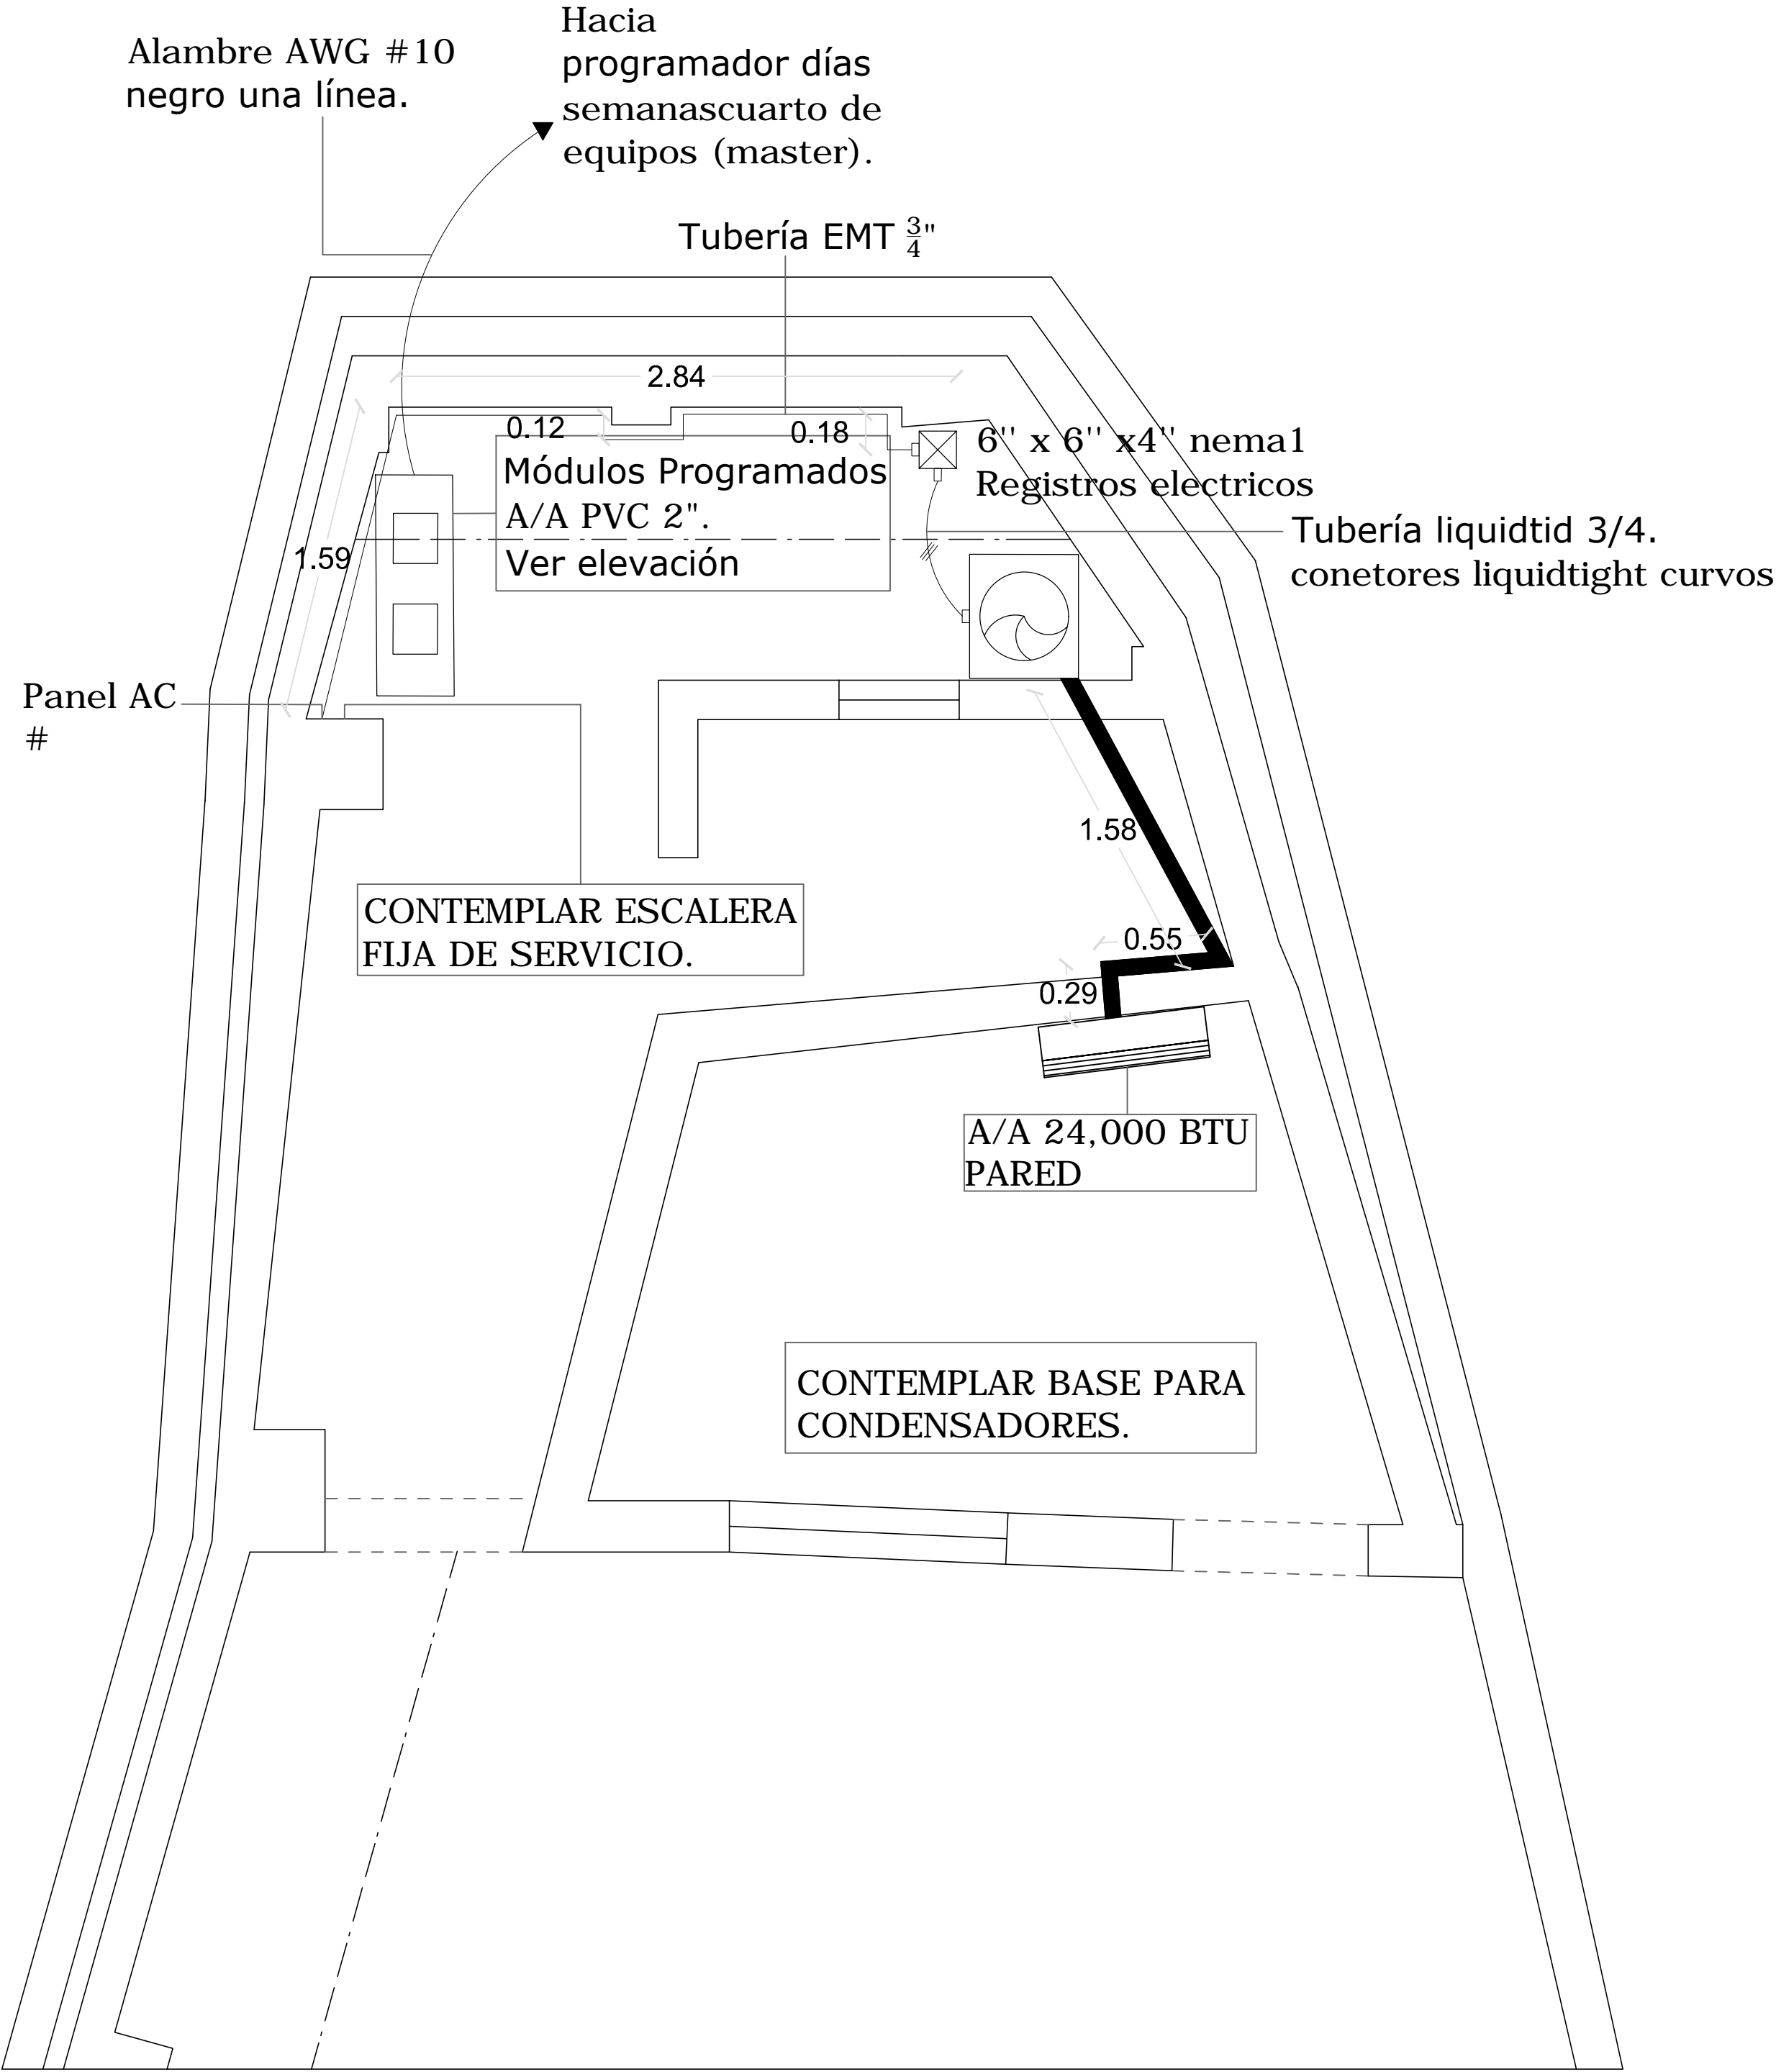 Hacia
programador días
semanascuarto de
equipos (master).
Alambre AWG #10
negro una línea.
Tubería EMT 3/4"
2.84
0.12
0.18
6'' x 6'' x4'' nema1
Registros electricos
Módulos Programados
A/A PVC 2".
Ver elevación
Tubería liquidtid 3/4.
conetores liquidtight curvos
1.59
Panel AC
#
1.58
CONTEMPLAR ESCALERA
FIJA DE SERVICIO.
0.55
0.29
A/A 24,000 BTU
PARED
CONTEMPLAR BASE PARA
CONDENSADORES.